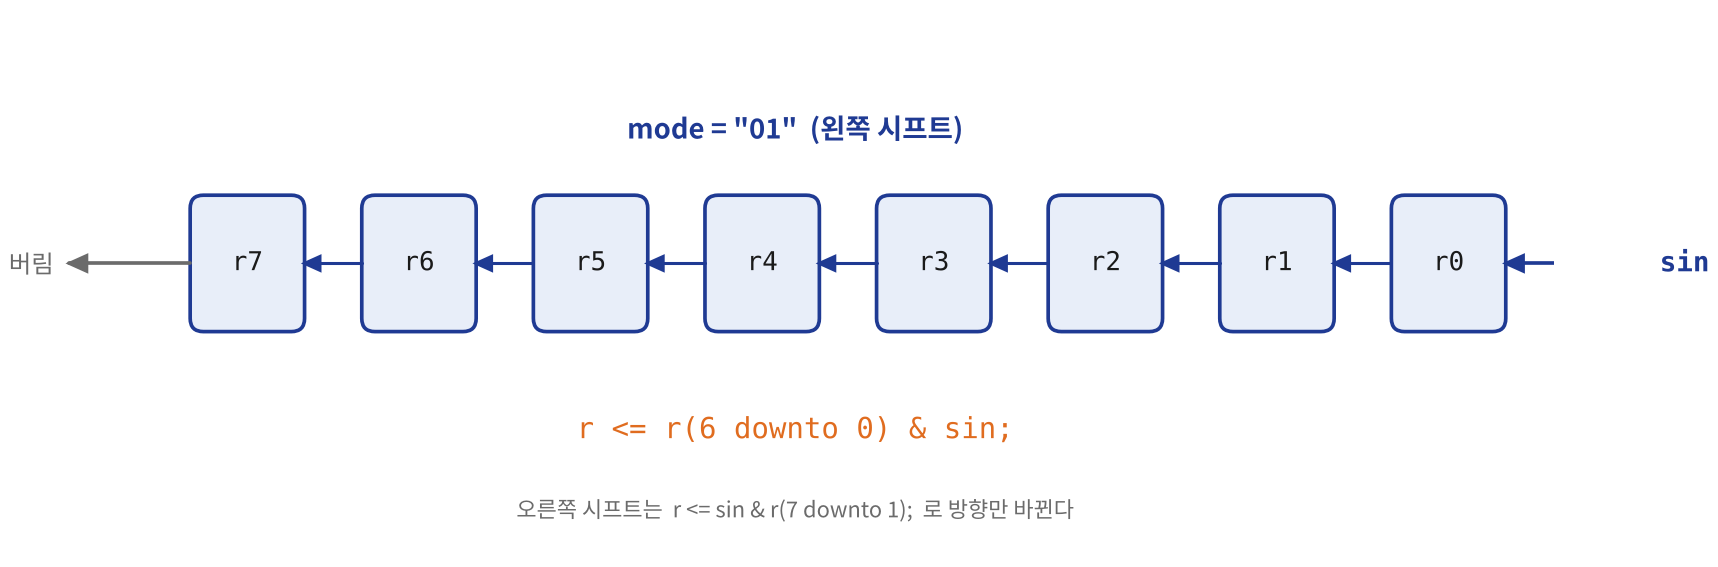 mode = "01"  (왼쪽 시프트)
버림 r7 r6 r5 r4 r3 r2 r1 r0 sin
r <= r(6 downto 0) & sin;
오른쪽 시프트는  r <= sin & r(7 downto 1);  로 방향만 바뀐다